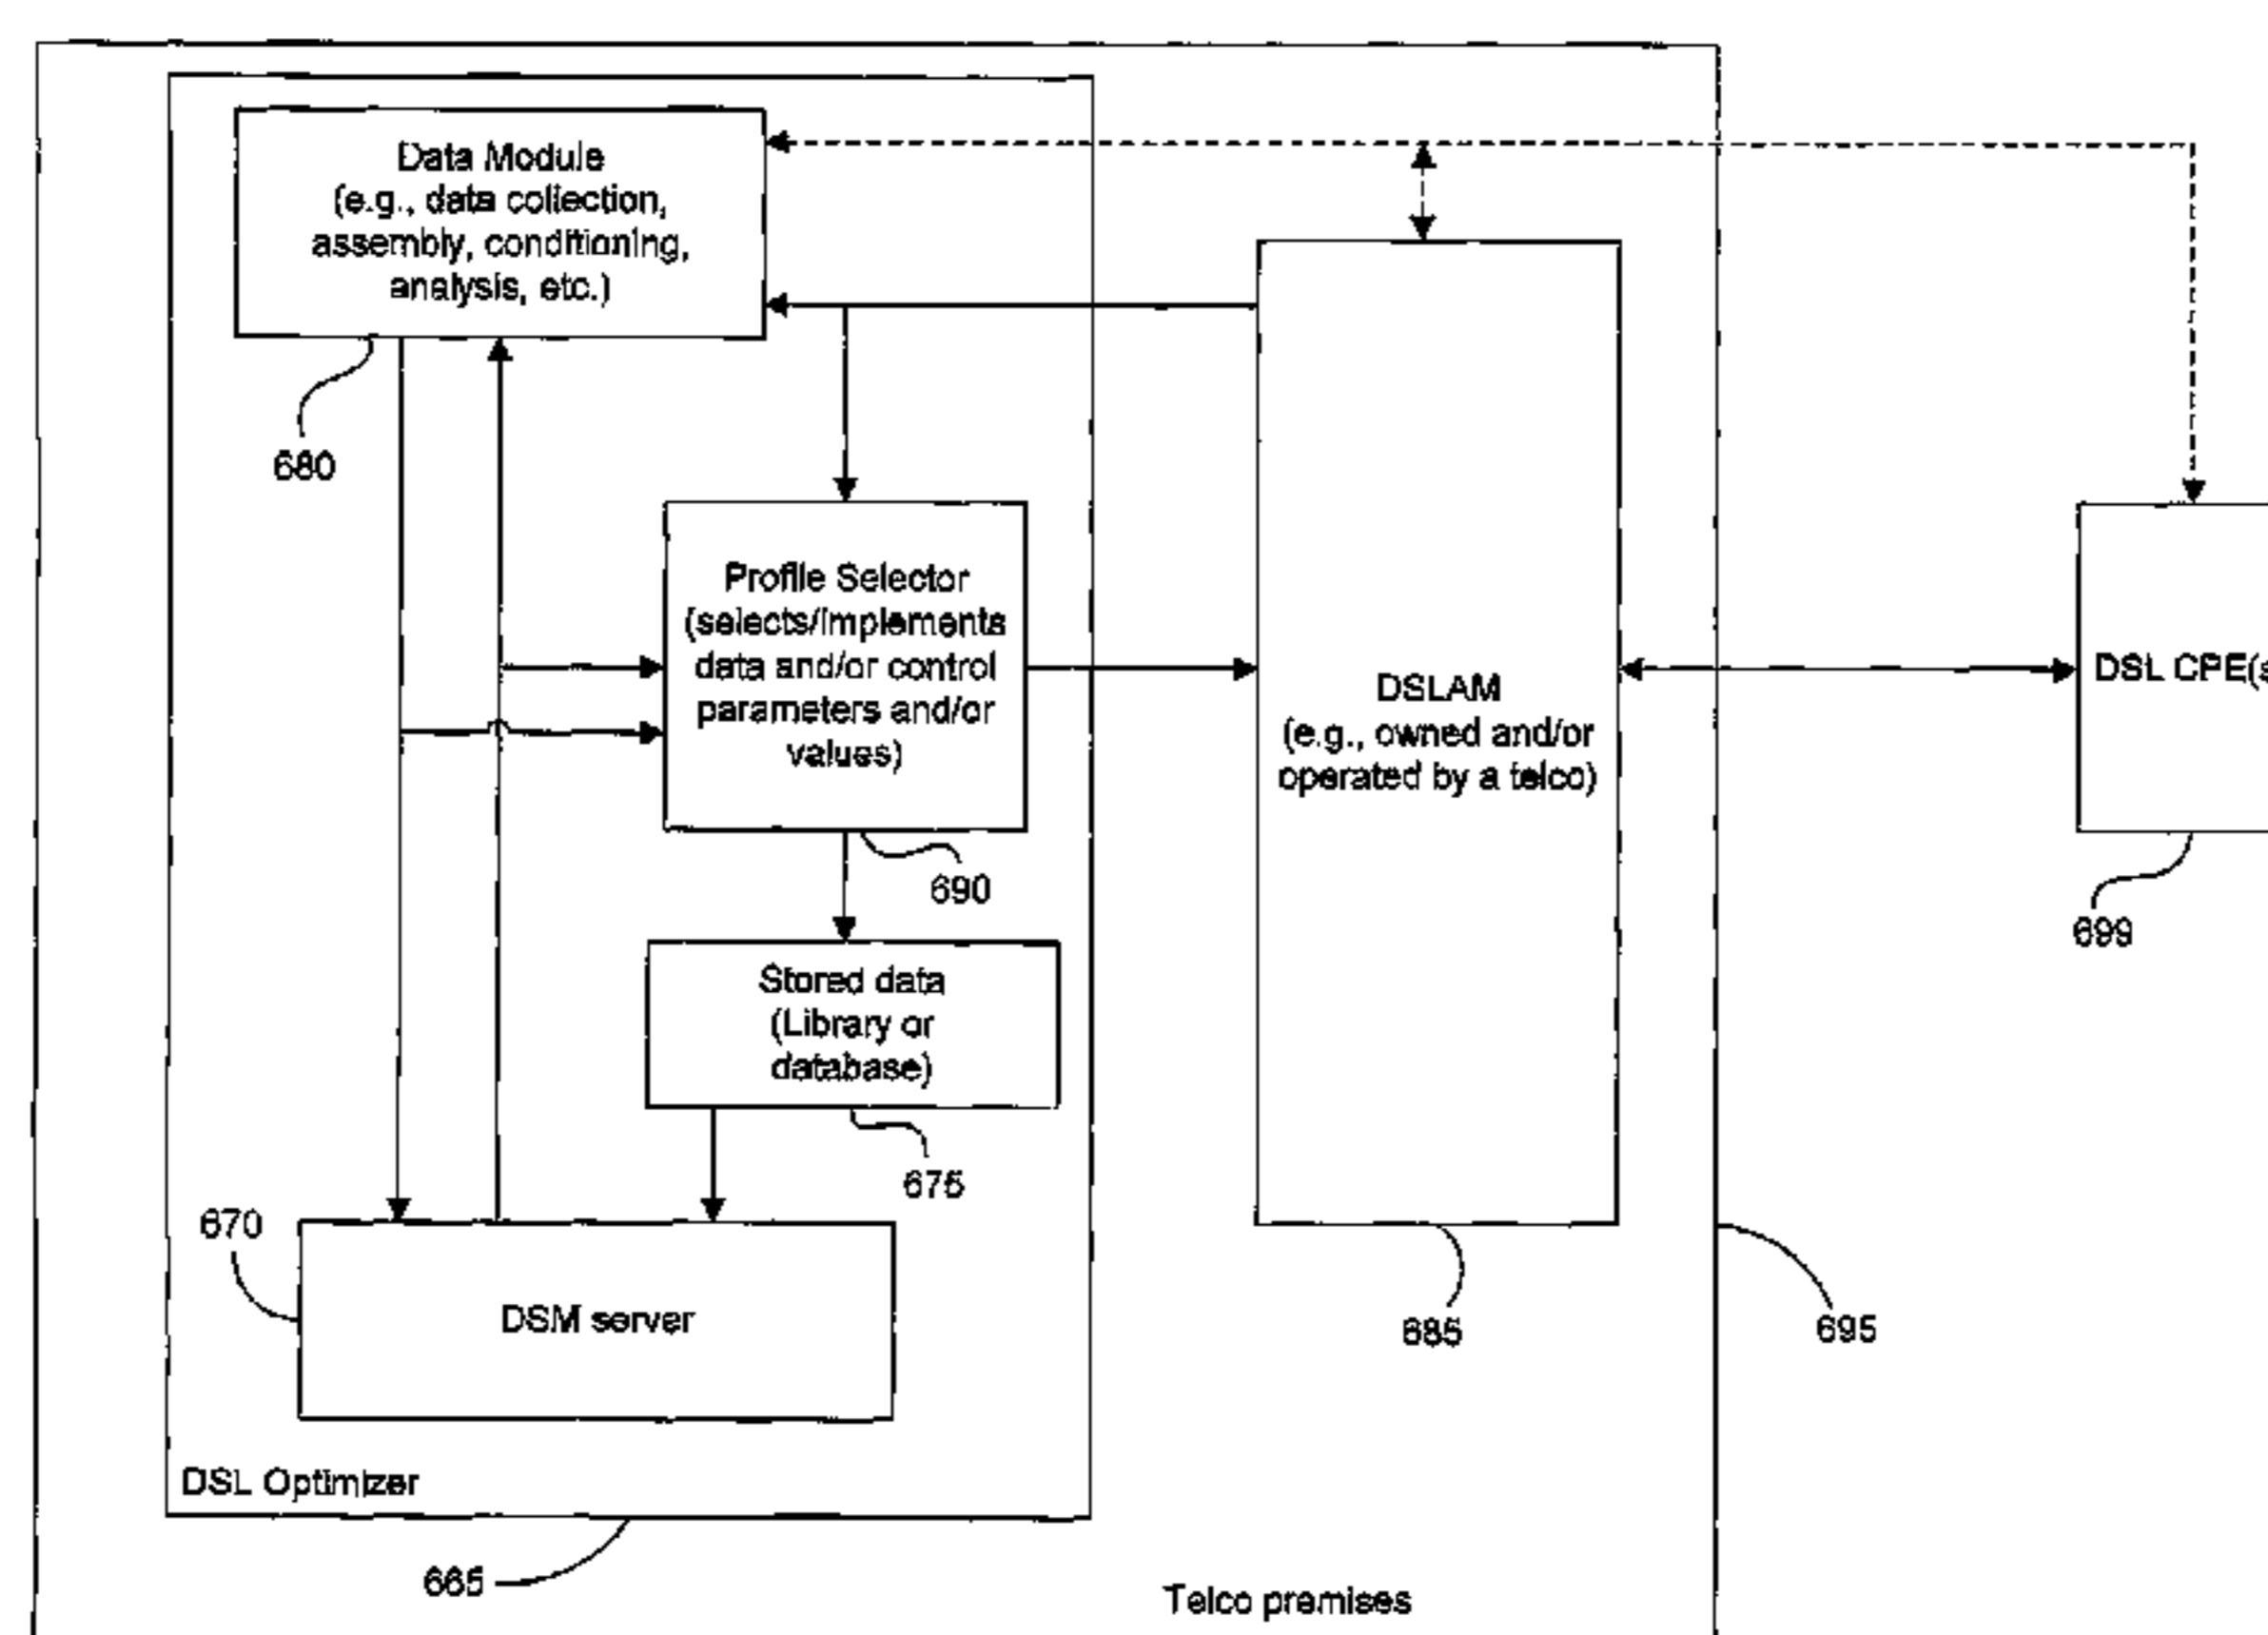 Data Module
(e.g., data collection,
assembly, conditioning,
analysis, etc.)
680
Profile Selector
(selects/implements
data and/or control
parameters and/or
values)
690
DSLAM
(e.g., owned and/or
operated by a telco)
DSL CPE(s
699
Stored data
(Library or
database)
675
670
DSM server
685
695
DSL Optimizer
665
Telco premises